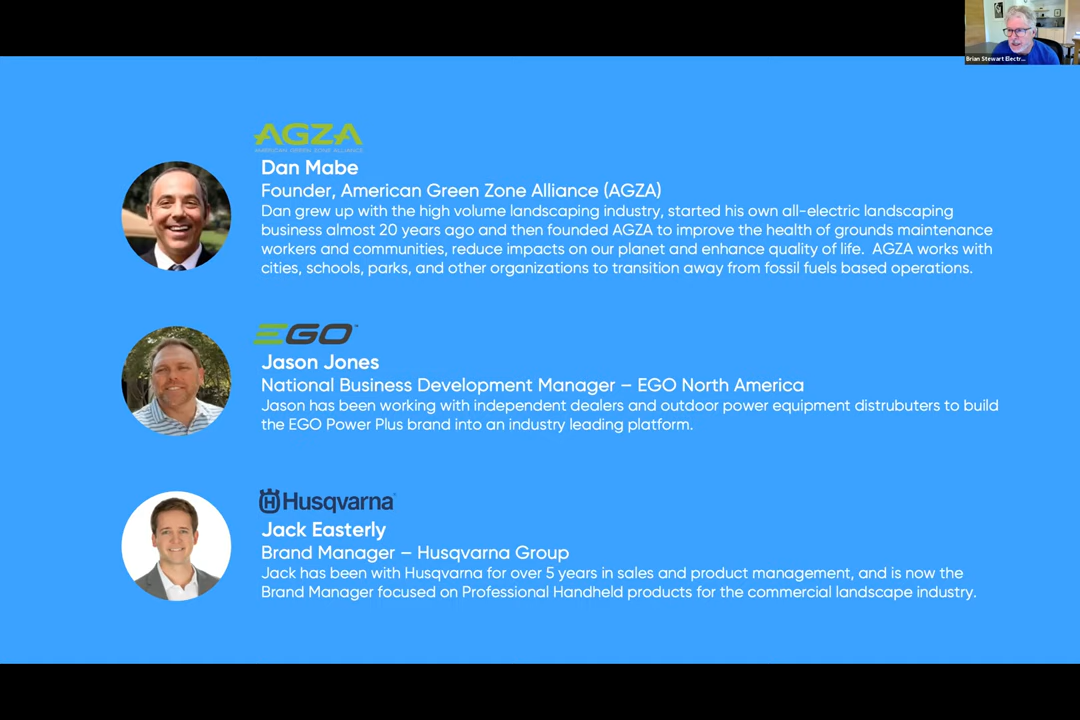 Brian Stewart Electr...
AGZA
AMERICAN GREEN ZONE ALLIANCE
Dan Mabe
Founder, American Green Zone Alliance (AGZA)
Dan grew up with the high volume landscaping industry, started his own all-electric landscaping
business almost 20 years ago and then founded AGZA to improve the health of grounds maintenance
workers and communities, reduce impacts on our planet and enhance quality of life.  AGZA works with
cities, schools, parks, and other organizations to transition away from fossil fuels based operations.
EGO™
Jason Jones
National Business Development Manager – EGO North America
Jason has been working with independent dealers and outdoor power equipment distrubuters to build
the EGO Power Plus brand into an industry leading platform.
Husqvarna
Jack Easterly
Brand Manager – Husqvarna Group
Jack has been with Husqvarna for over 5 years in sales and product management, and is now the
Brand Manager focused on Professional Handheld products for the commercial landscape industry.